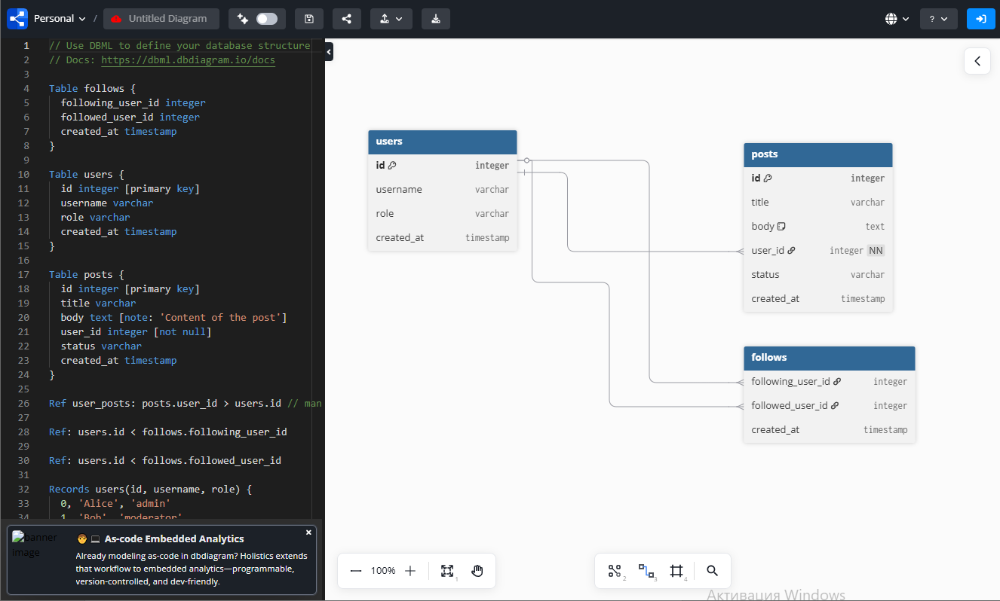 Personal / Untitled Diagram ?
1 // Use DBML to define your database structure
2 // Docs: https://dbml.dbdiagram.io/docs
3
4 Table follows {
5 following_user_id integer
6 followed_user_id integer
7 created_at timestamp
8 }
9
10 Table users {
11 id integer [primary key]
12 username varchar
13 role varchar
14 created_at timestamp
15 }
16
17 Table posts {
18 id integer [primary key]
19 title varchar
20 body text [note: 'Content of the post']
21 user_id integer [not null]
22 status varchar
23 created_at timestamp
24 }
25
26 Ref user_posts: posts.user_id > users.id // man
27
28 Ref: users.id < follows.following_user_id
29
30 Ref: users.id < follows.followed_user_id
31
32 Records users(id, username, role) {
33 0, 'Alice', 'admin'
34 1, 'Bob', 'moderator'
banner image
As-code Embedded Analytics
Already modeling as-code in dbdiagram? Holistics extends
that workflow to embedded analytics—programmable,
version-controlled, and dev-friendly.
users
id integer
username varchar
role varchar
created_at timestamp
posts
id integer
title varchar
body text
user_id integer NN
status varchar
created_at timestamp
follows
following_user_id integer
followed_user_id integer
created_at timestamp
100% 1
2 3 4
Активация Windows